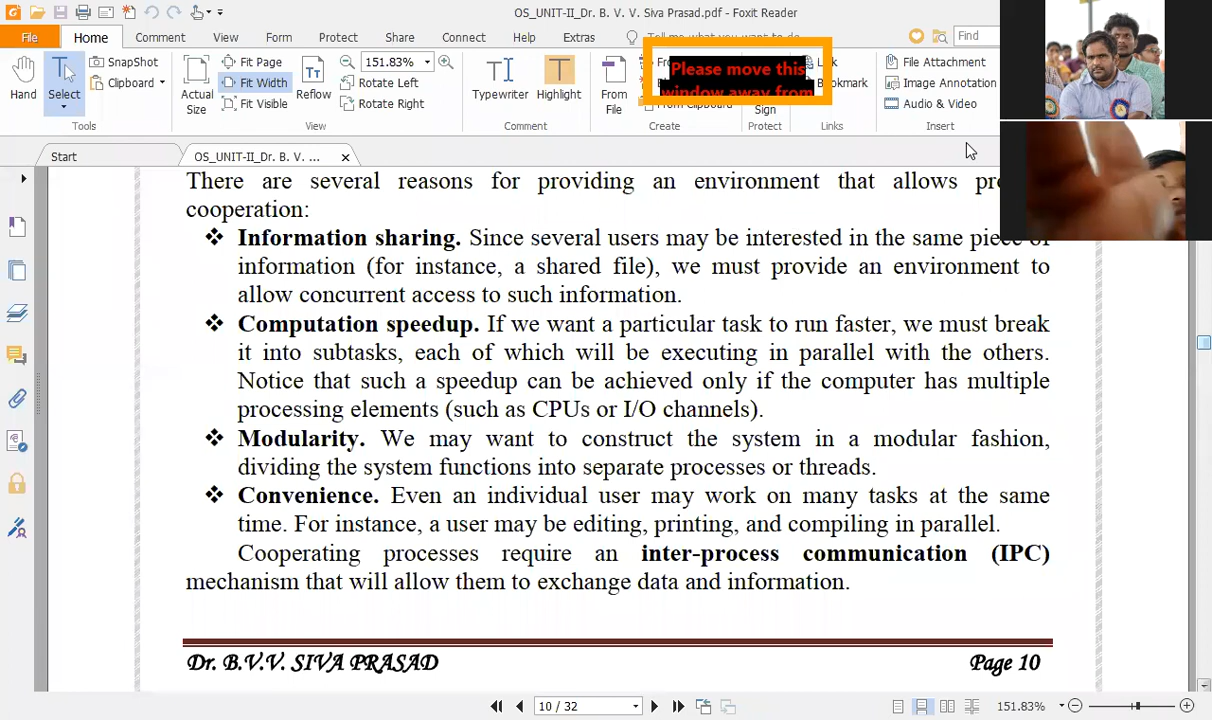 OS_UNIT-II_Dr. B. V. V. Siva Prasad.pdf - Foxit Reader
File Home Comment View Form Protect Share Connect Help Extras Tell me what you want to do... Find
Hand
Select
Tools
SnapShot
Clipboard
Actual Size
Fit Page
Fit Width
Fit Visible
Reflow
151.83%
Rotate Left
Rotate Right
View
Typewriter
Highlight
Comment
From File
From Clipboard
Create
Please move this
window away from
Sign
Protect
Bookmark
Links
File Attachment
Image Annotation
Audio & Video
Insert
Start
OS_UNIT-II_Dr. B. V. ...
There are several reasons for providing an environment that allows
cooperation:
❖ Information sharing. Since several users may be interested in the same piece of
information (for instance, a shared file), we must provide an environment to
allow concurrent access to such information.
❖ Computation speedup. If we want a particular task to run faster, we must break
it into subtasks, each of which will be executing in parallel with the others.
Notice that such a speedup can be achieved only if the computer has multiple
processing elements (such as CPUs or I/O channels).
❖ Modularity. We may want to construct the system in a modular fashion,
dividing the system functions into separate processes or threads.
❖ Convenience. Even an individual user may work on many tasks at the same
time. For instance, a user may be editing, printing, and compiling in parallel.
Cooperating processes require an inter-process communication (IPC)
mechanism that will allow them to exchange data and information.
Dr. B.V.V. SIVA PRASAD Page 10
10 / 32
151.83%